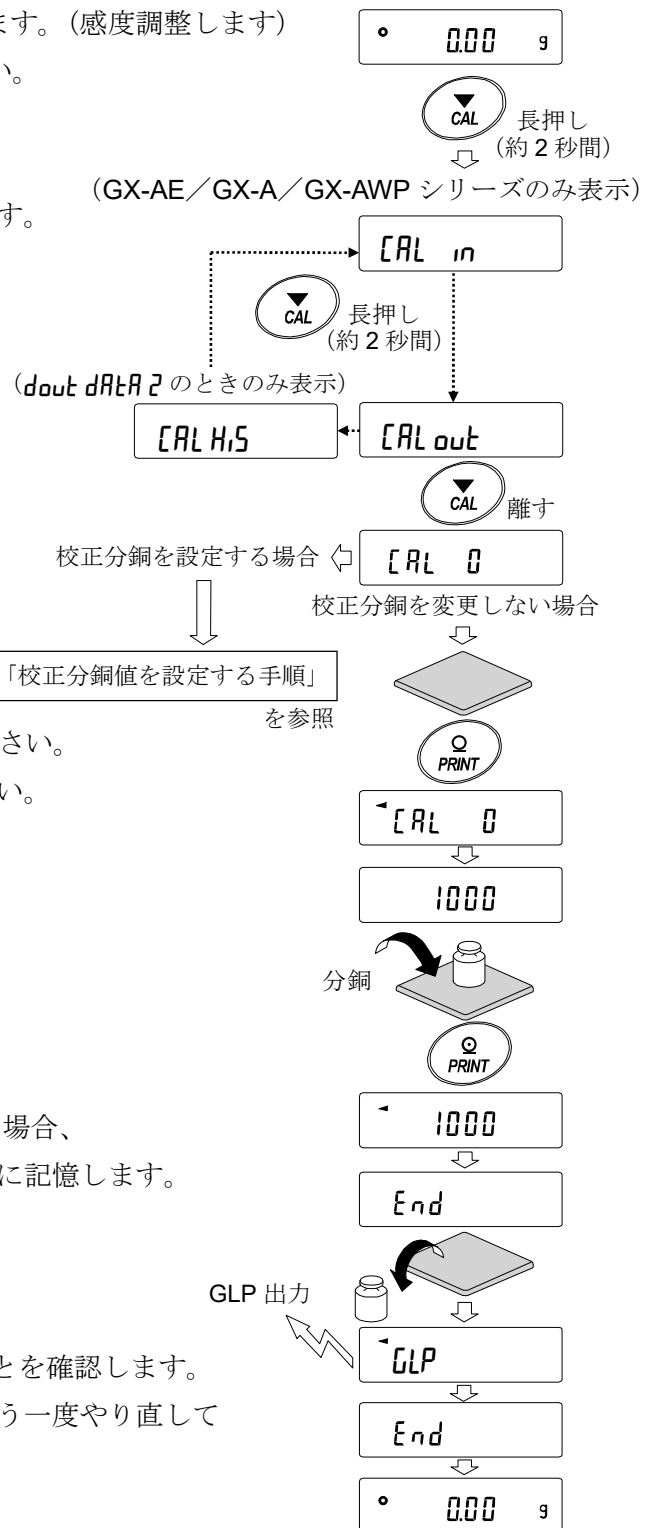 ます。（感度調整します）
0.00 g
い。
CAL
長押し
（約 2 秒間）
（GX-AE／GX-A／GX-AWP シリーズのみ表示）
す。
CAL in
CAL
長押し
（約 2 秒間）
（dout dAtA 2 のときのみ表示）
CAL HiS
CAL out
CAL
離す
校正分銅を設定する場合
CAL 0
校正分銅を変更しない場合
「校正分銅値を設定する手順」
を参照
さい。
PRINT
い。
CAL 0
1000
分銅
PRINT
場合、
1000
に記憶します。
End
GLP 出力
GLP
とを確認します。
う一度やり直して
End
0.00 g